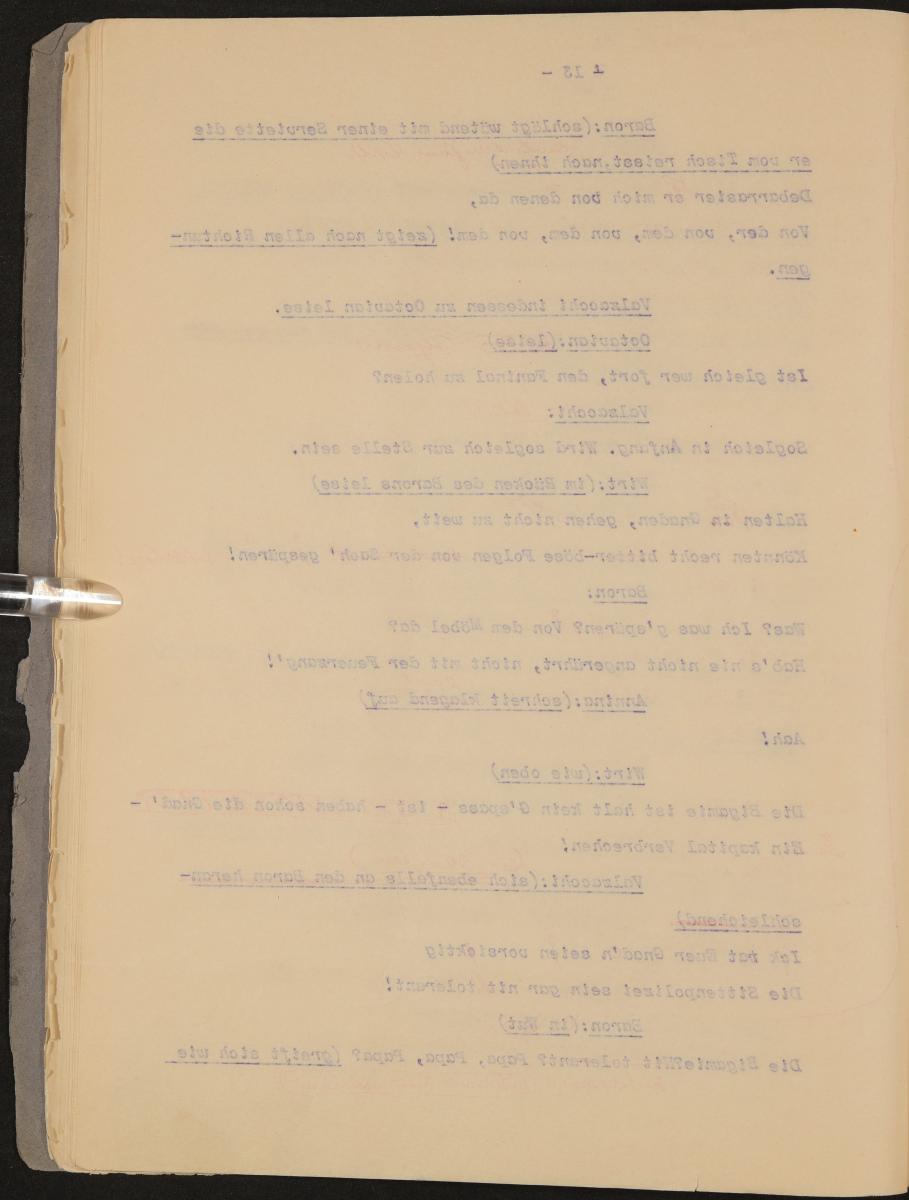 - 13 -
Baron:(schlägt wütend mit einer Serviette die
er vom Tisch reisst, nach ihnen)
Debarrasier er mich von denen da,
Von der, von dem, von dem, von dem! (zeigt nach allen Richtun-
gen.
Valzacchi indessen zu Octavian leise.
Octavian:(leise)
Ist gleich wer fort, den Faninal zu holen?
Valzacchi:
Sogleich in Anfang. Wird sogleich zur Stelle sein.
Wirt:(im Rücken des Barons leise)
Halten in Gnaden, gehen nicht zu weit,
Könnten recht bitter-böse Folgen von der Sach' gespüren!
Baron:
Was? Ich was g'spüren? Von dem Möbel da?
Hab's nie nicht angerührt, nicht mit der Feuerzang'!
Annina:(schreit klagend auf)
Aah!
Wirt:(wie oben)
Die Bigamie ist halt kein G'spass - ist - haben schon die Gnad' -
Ein kapital Verbrechen!
Valzacchi:(sich ebenfalls an den Baron heran-
schleichend)
Ick rat Euer Gnad'n seien vorsicktig
Die Sittenpolizei sein gar nit tolerant!
Baron:(in Wut)
Die Bigamie?Nit tolerant? Papa, Papa, Papa? (greift sich wie